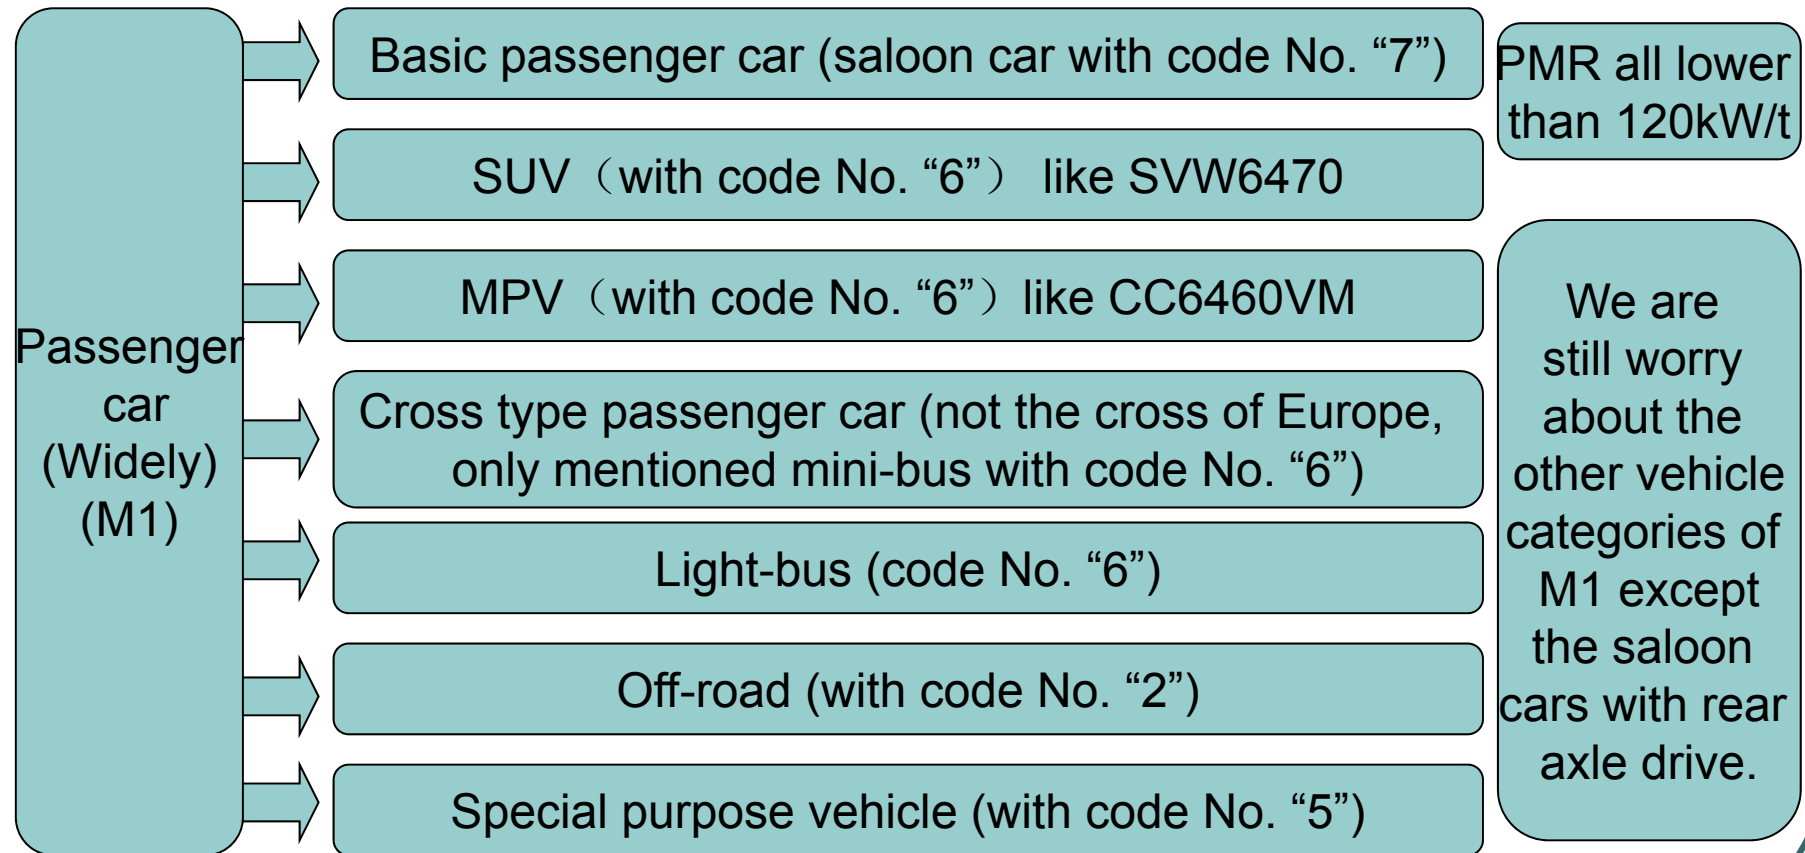 Passenger
car
(Widely)
(M1)
Basic passenger car (saloon car with code No. “7”)
SUV（with code No. “6”） like SVW6470
MPV（with code No. “6”）like CC6460VM
Cross type passenger car (not the cross of Europe,
only mentioned mini-bus with code No. “6”)
Light-bus (code No. “6”)
Off-road (with code No. “2”)
Special purpose vehicle (with code No. “5”)
PMR all lower
than 120kW/t
We are
still worry
about the
other vehicle
categories of
M1 except
the saloon
cars with rear
axle drive.